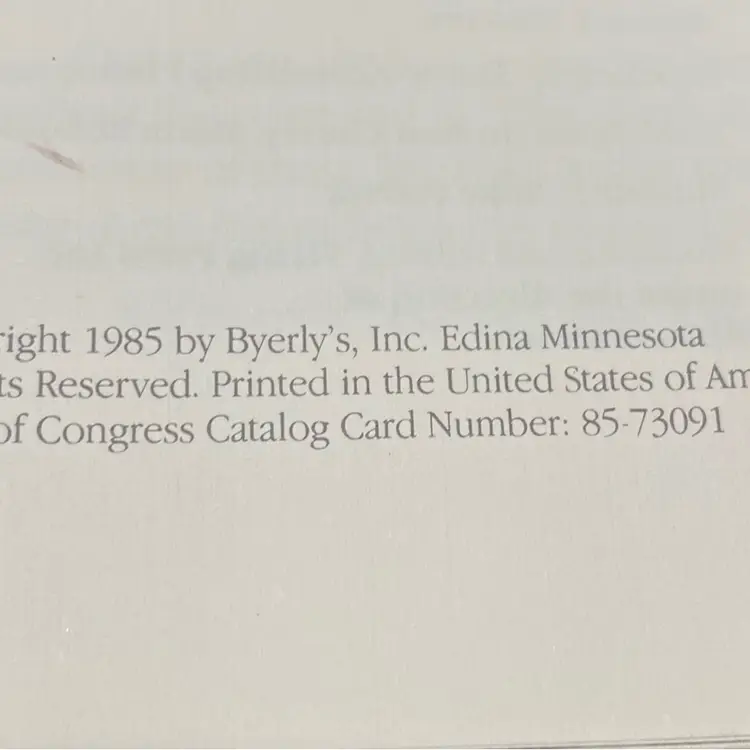 right 1985 by Byerly's, Inc. Edina Minnesota
ts Reserved. Printed in the United States of Am
of Congress Catalog Card Number: 85-73091